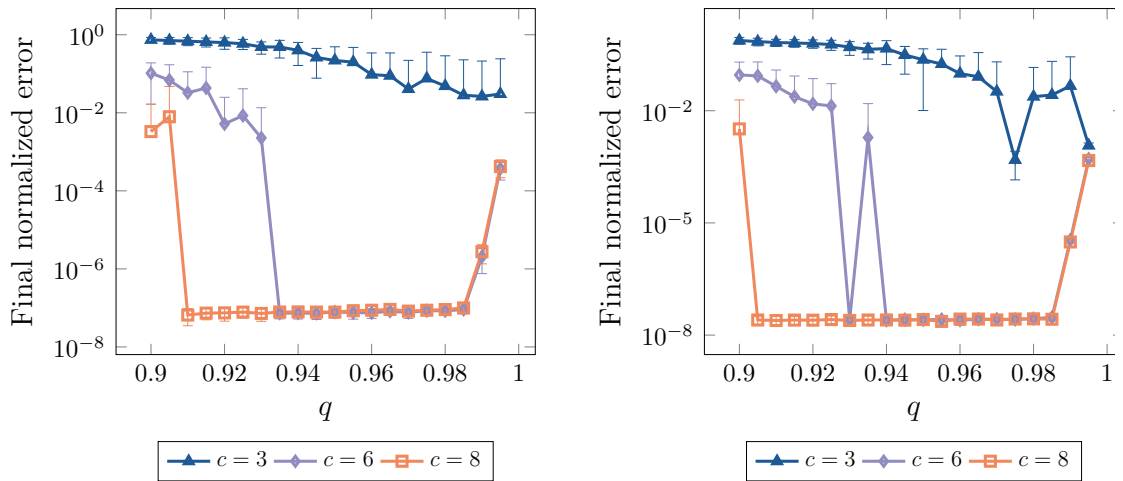 Final normalized error
10^0
10^{-2}
10^{-4}
10^{-6}
10^{-8}
0.9 0.92 0.94 0.96 0.98 1
q
c = 3 c = 6 c = 8
Final normalized error
10^{-2}
10^{-5}
10^{-8}
0.9 0.92 0.94 0.96 0.98 1
q
c = 3 c = 6 c = 8